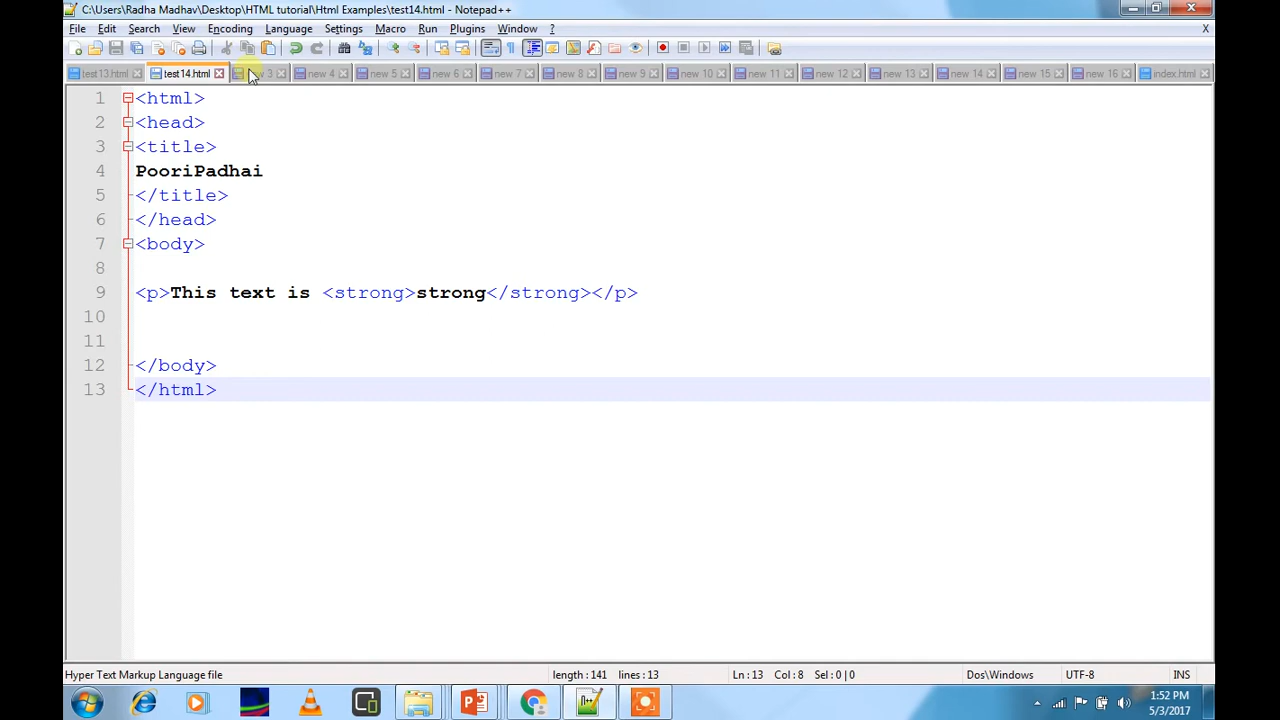 C:\Users\Radha Madhav\Desktop\HTML tutorial\Html Examples\test14.html - Notepad++
File Edit Search View Encoding Language Settings Macro Run Plugins Window ? X
test13.html test14.html 3 new 4 new 5 new 6 new 7 new 8 new 9 new 10 new 11 new 12 new 13 new 14 new 15 new 16 index.html
1 <html>
2 <head>
3 <title>
4 PooriPadhai
5 </title>
6 </head>
7 <body>
8
9 <p>This text is <strong>strong</strong></p>
10
11
12 </body>
13 </html>
Hyper Text Markup Language file length : 141 lines : 13 Ln : 13 Col : 8 Sel : 0 | 0 Dos\Windows UTF-8 INS
1:52 PM
5/3/2017